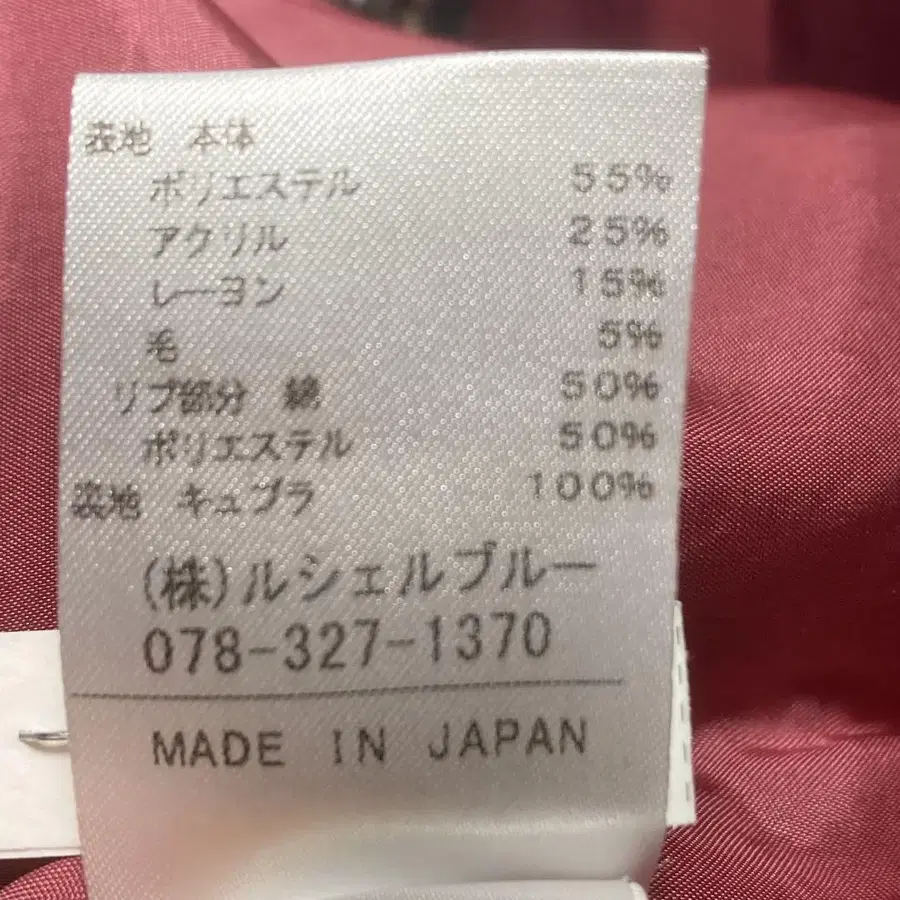 表地 本体
ポリエステル 55%
アクリル 25%
レーヨン 15%
毛 5%
リブ部分 綿 50%
ポリエステル 50%
裏地 キュプラ 100%
(株)ルシェルブルー
078-327-1370
MADE IN JAPAN